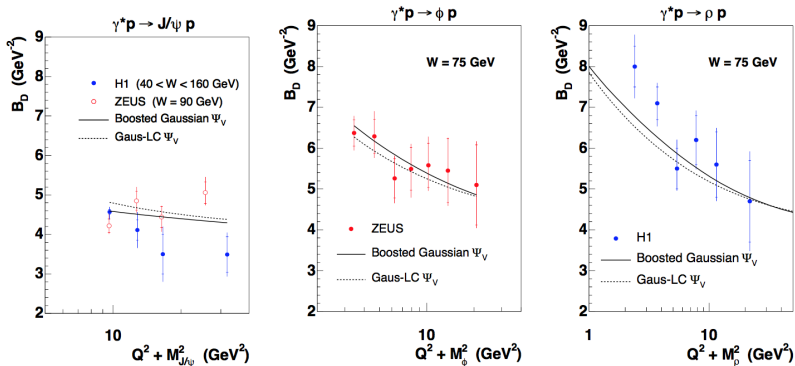 γ*p → J/ψ p
B_D (GeV⁻²)
9
8
7
6
5
4
3
2
H1 (40 < W < 160 GeV)
ZEUS (W = 90 GeV)
Boosted Gaussian Ψ_V
Gaus-LC Ψ_V
10
Q² + M²_J/ψ (GeV²)
γ*p → ϕ p
B_D (GeV⁻²)
9
8
7
6
5
4
3
2
W = 75 GeV
ZEUS
Boosted Gaussian Ψ_V
Gaus-LC Ψ_V
10
Q² + M²_ϕ (GeV²)
γ*p → ρ p
B_D (GeV⁻²)
9
8
7
6
5
4
3
2
W = 75 GeV
H1
Boosted Gaussian Ψ_V
Gaus-LC Ψ_V
1
10
Q² + M²_ρ (GeV²)